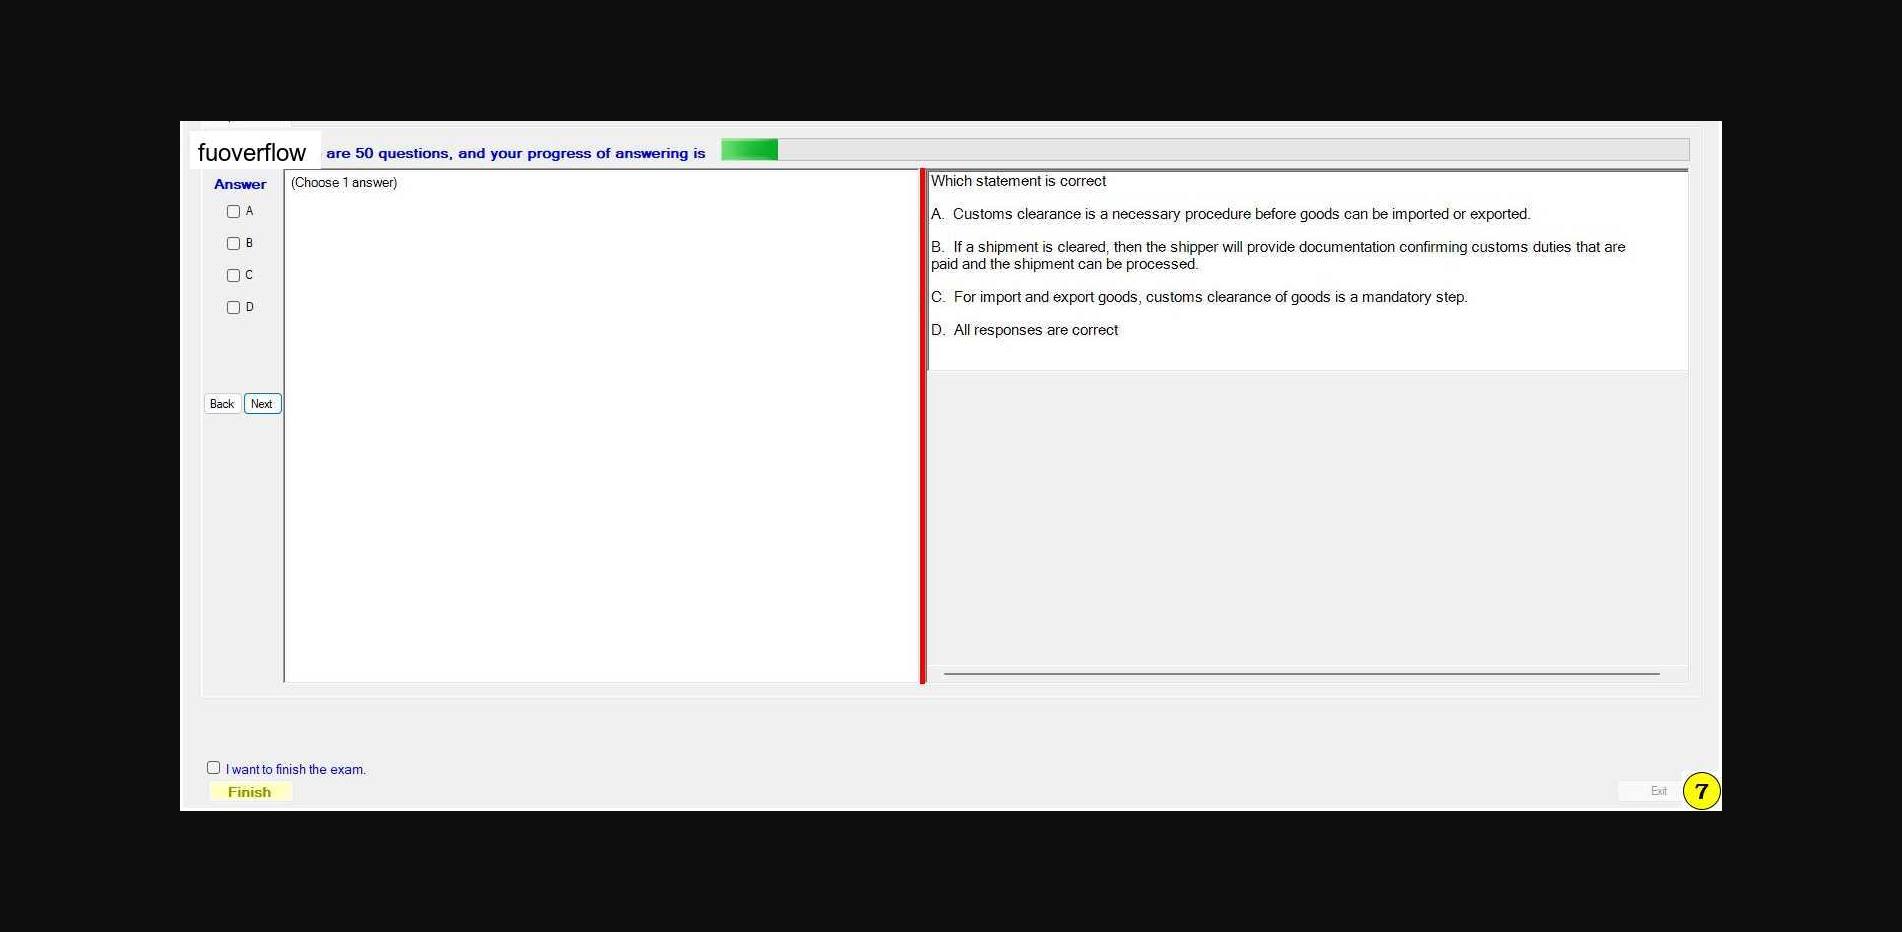 fuoverflow are 50 questions, and your progress of answering is
Answer
(Choose 1 answer)
A
B
C
D
Back Next
Which statement is correct
A. Customs clearance is a necessary procedure before goods can be imported or exported.
B. If a shipment is cleared, then the shipper will provide documentation confirming customs duties that are
paid and the shipment can be processed.
C. For import and export goods, customs clearance of goods is a mandatory step.
D. All responses are correct
I want to finish the exam.
Finish
Exit
7